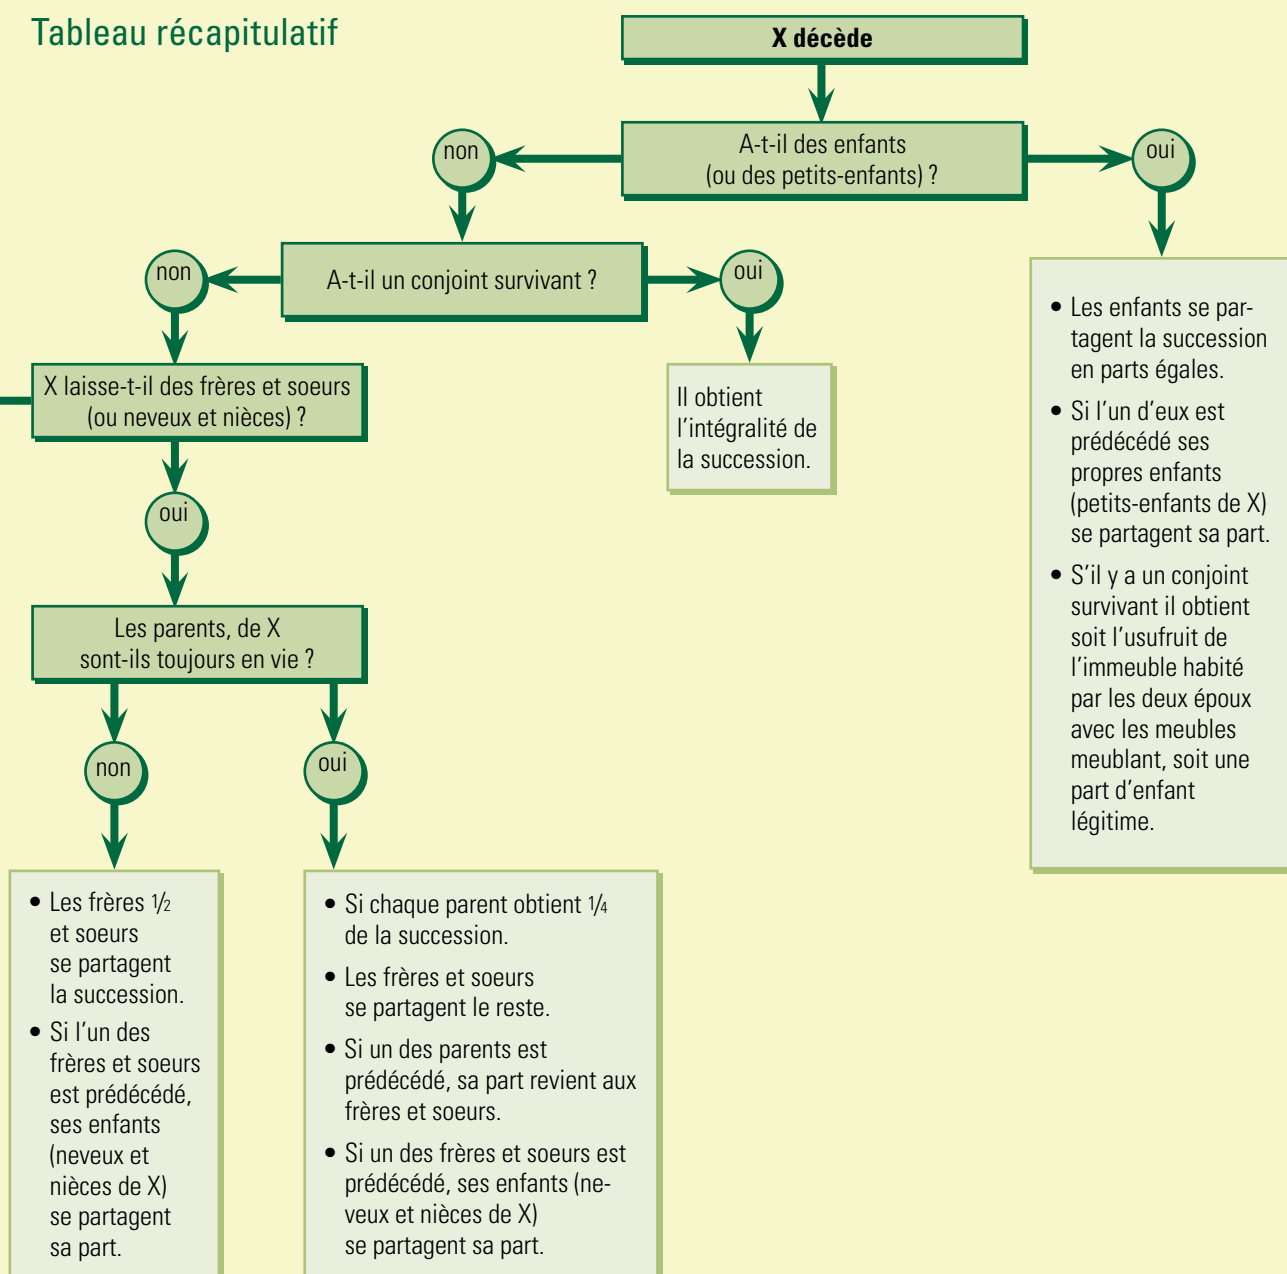 Tableau récapitulatif
X décède
A-t-il des enfants
(ou des petits-enfants) ?
non
oui
A-t-il un conjoint survivant ?
non
oui
X laisse-t-il des frères et soeurs
(ou neveux et nièces) ?
Il obtient
l'intégralité de
la succession.
• Les enfants se par-
tagent la succession
en parts égales.
• Si l'un d'eux est
prédécédé ses
propres enfants
(petits-enfants de X)
se partagent sa part.
• S'il y a un conjoint
survivant il obtient
soit l'usufruit de
l'immeuble habité
par les deux époux
avec les meubles
meublant, soit une
part d'enfant
légitime.
oui
Les parents, de X
sont-ils toujours en vie ?
non
oui
• Les frères 1/2
et soeurs
se partagent
la succession.
• Si l'un des
frères et soeurs
est prédécédé,
ses enfants
(neveux et
nièces de X)
se partagent
sa part.
• Si chaque parent obtient 1/4
de la succession.
• Les frères et soeurs
se partagent le reste.
• Si un des parents est
prédécédé, sa part revient aux
frères et soeurs.
• Si un des frères et soeurs est
prédécédé, ses enfants (ne-
veux et nièces de X)
se partagent sa part.